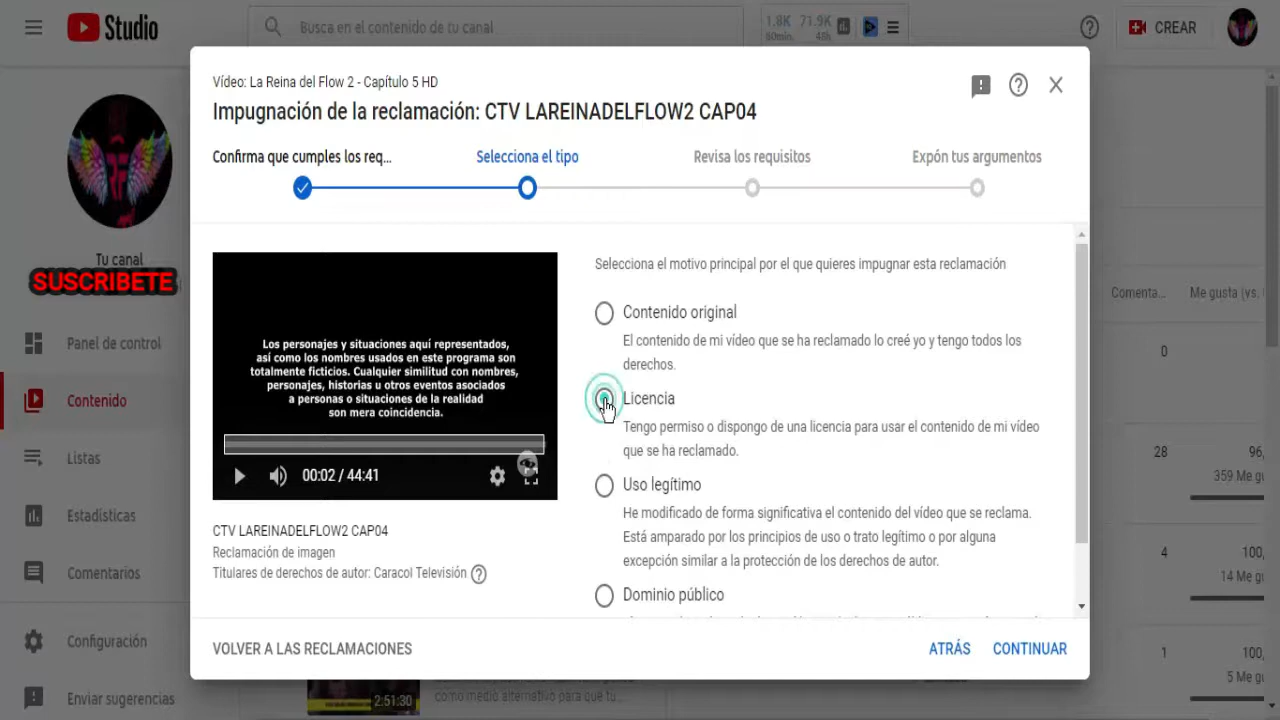 Studio
Busca en el contenido de tu canal
1.8K 71.9K
60min. 48h
CREAR
Vídeo: La Reina del Flow 2 - Capítulo 5 HD
Impugnación de la reclamación: CTV LAREINADELFLOW2 CAP04
Confirma que cumples los req...
Selecciona el tipo
Revisa los requisitos
Expón tus argumentos
Tu canal
SUSCRIBETE
Panel de control
Contenido
Listas
Estadísticas
Comentarios
Configuración
Enviar sugerencias
Los personajes y situaciones aquí representados,
así como los nombres usados en este programa son
totalmente ficticios. Cualquier similitud con nombres,
personajes, historias u otros eventos asociados
a personas o situaciones de la realidad
son mera coincidencia.
00:02 / 44:41
CTV LAREINADELFLOW2 CAP04
Reclamación de imagen
Titulares de derechos de autor: Caracol Televisión
Selecciona el motivo principal por el que quieres impugnar esta reclamación
Contenido original
El contenido de mi vídeo que se ha reclamado lo creé yo y tengo todos los
derechos.
Licencia
Tengo permiso o dispongo de una licencia para usar el contenido de mi vídeo
que se ha reclamado.
Uso legítimo
He modificado de forma significativa el contenido del vídeo que se reclama.
Está amparado por los principios de uso o trato legítimo o por alguna
excepción similar a la protección de los derechos de autor.
Dominio público
VOLVER A LAS RECLAMACIONES
ATRÁS
CONTINUAR
Comenta... Me gusta (vs.
0
28 96,
359 Me gu
4 100,
14 Me gu
1 100,
5 Me gu
2:51:30
como medio alternativo para que tu...